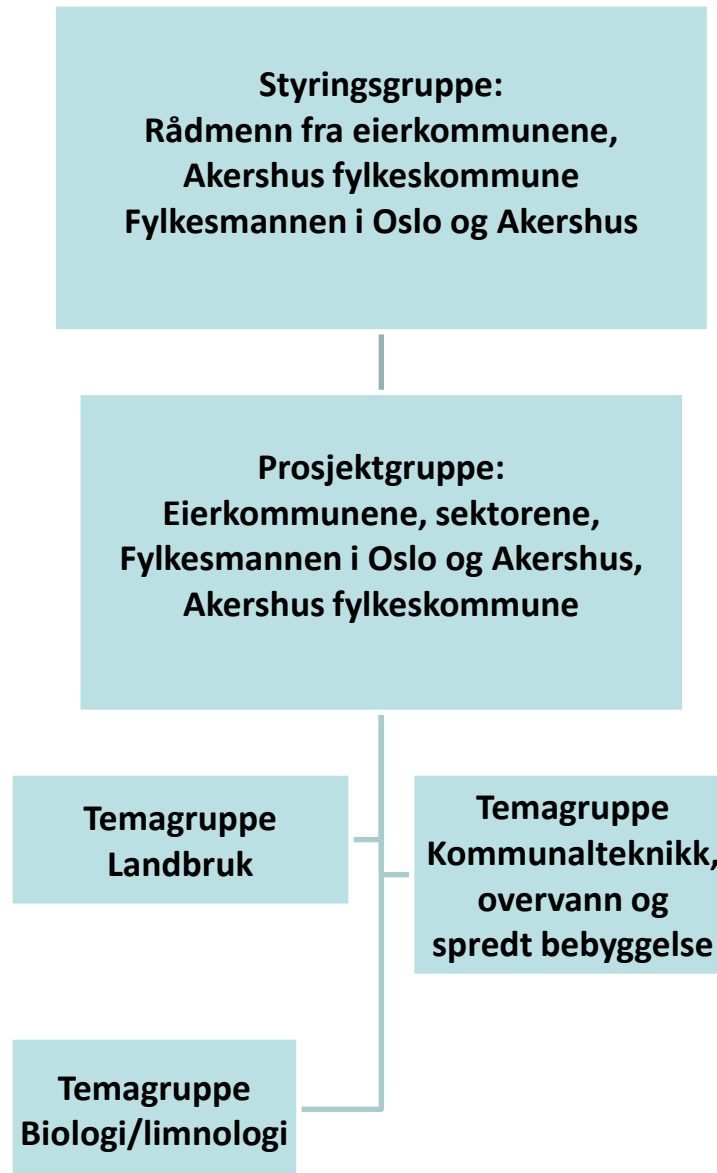 Styringsgruppe:
Rådmenn fra eierkommunene,
Akershus fylkeskommune
Fylkesmannen i Oslo og Akershus
Prosjektgruppe:
Eierkommunene, sektorene,
Fylkesmannen i Oslo og Akershus,
Akershus fylkeskommune
Temagruppe
Landbruk
Temagruppe
Kommunalteknikk,
overvann og
spredt bebyggelse
Temagruppe
Biologi/limnologi